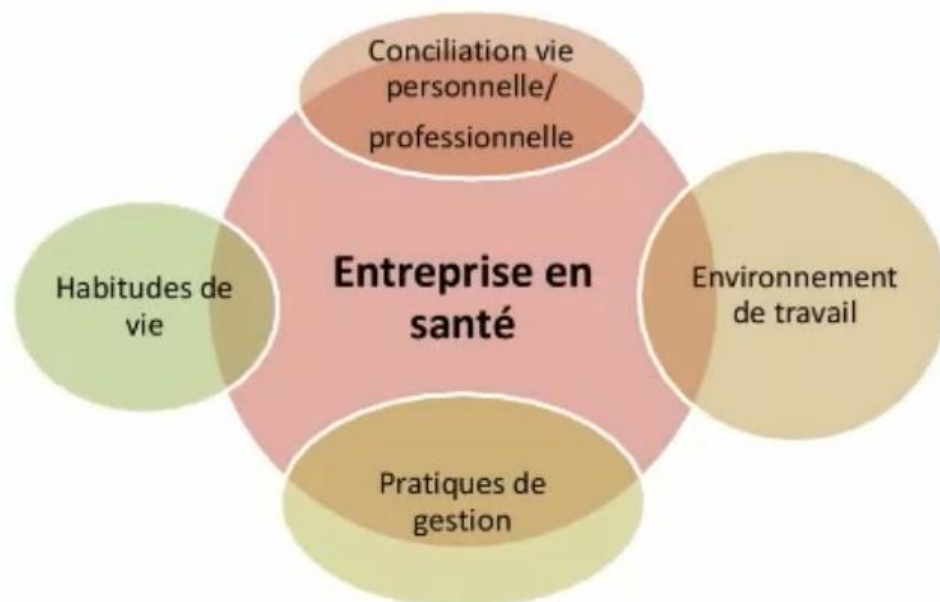 Conciliation vie
personnelle/
professionnelle
Habitudes de
vie
Entreprise en
santé
Environnement
de travail
Pratiques de
gestion